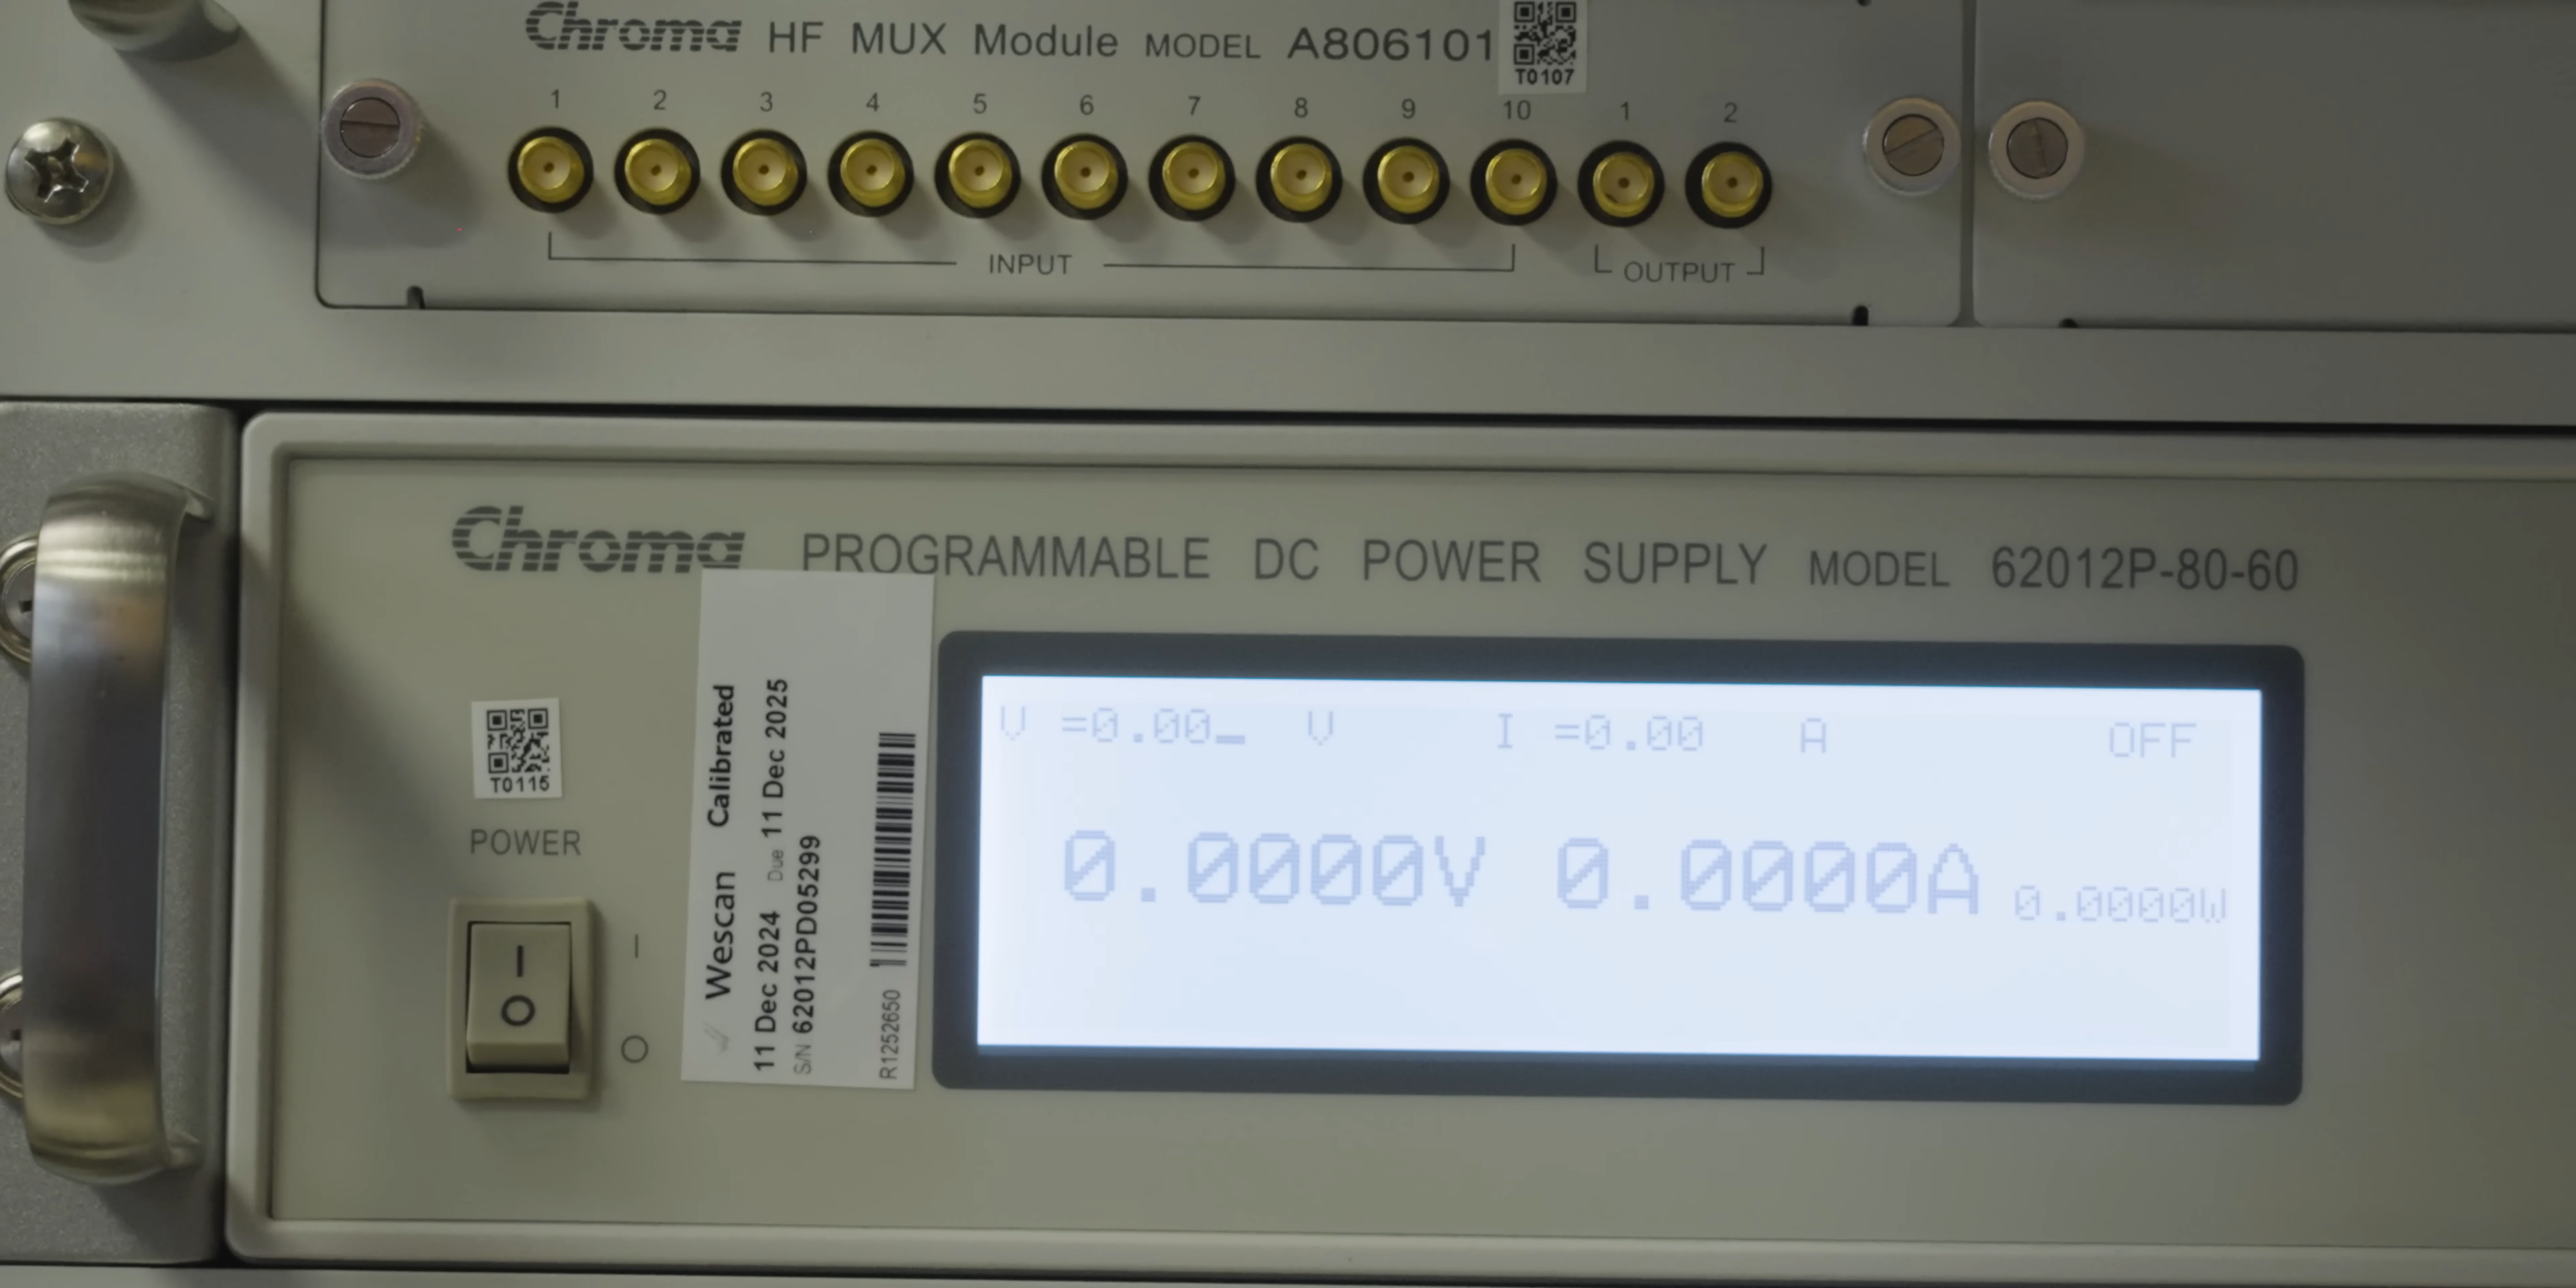 Chroma HF MUX Module MODEL A806101
T0107
1 2 3 4 5 6 7 8 9 10 1 2
INPUT OUTPUT
Chroma PROGRAMMABLE DC POWER SUPPLY MODEL 62012P-80-60
T0116
POWER
Wescan Calibrated
11 Dec 2024 Due 11 Dec 2025
S/N 62012PD05299
R1252650
V =0.00_ V I =0.00 A OFF
0.0000V 0.0000A 0.0000W